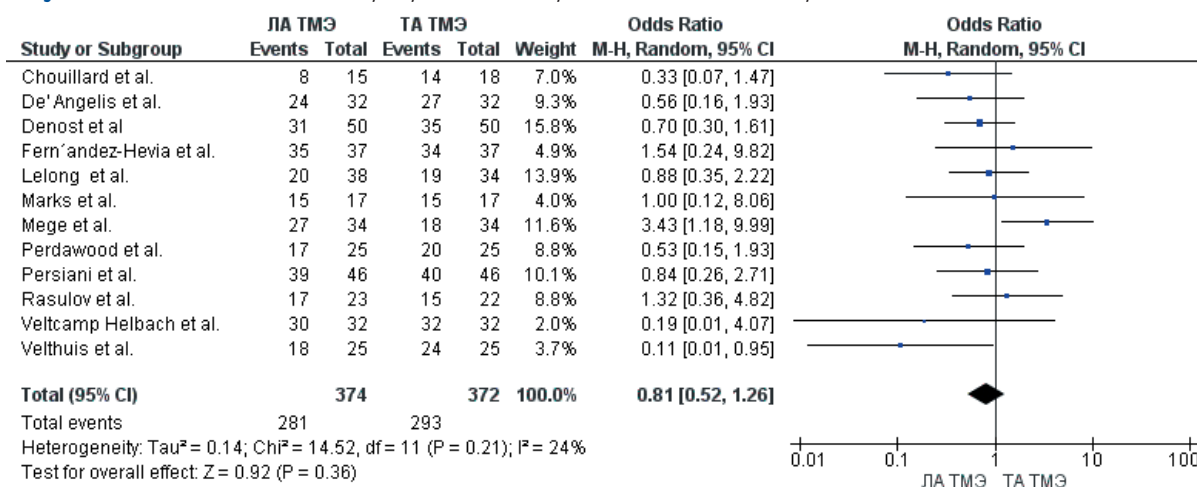 ЛА ТМЭ ТА ТМЭ Odds Ratio Odds Ratio
Study or Subgroup Events Total Events Total Weight M-H, Random, 95% CI M-H, Random, 95% CI
Chouillard et al. 8 15 14 18 7.0% 0.33 [0.07, 1.47]
De'Angelis et al. 24 32 27 32 9.3% 0.56 [0.16, 1.93]
Denost et al 31 50 35 50 15.8% 0.70 [0.30, 1.61]
Fern´andez-Hevia et al. 35 37 34 37 4.9% 1.54 [0.24, 9.82]
Lelong et al. 20 38 19 34 13.9% 0.88 [0.35, 2.22]
Marks et al. 15 17 15 17 4.0% 1.00 [0.12, 8.06]
Mege et al. 27 34 18 34 11.6% 3.43 [1.18, 9.99]
Perdawood et al. 17 25 20 25 8.8% 0.53 [0.15, 1.93]
Persiani et al. 39 46 40 46 10.1% 0.84 [0.26, 2.71]
Rasulov et al. 17 23 15 22 8.8% 1.32 [0.36, 4.82]
Veltcamp Helbach et al. 30 32 32 32 2.0% 0.19 [0.01, 4.07]
Velthuis et al. 18 25 24 25 3.7% 0.11 [0.01, 0.95]
Total (95% CI) 374 372 100.0% 0.81 [0.52, 1.26]
Total events 281 293
Heterogeneity: Tau² = 0.14; Chi² = 14.52, df = 11 (P = 0.21); I² = 24%
Test for overall effect: Z = 0.92 (P = 0.36)
0.01 0.1 1 10 100
ЛА ТМЭ ТА ТМЭ